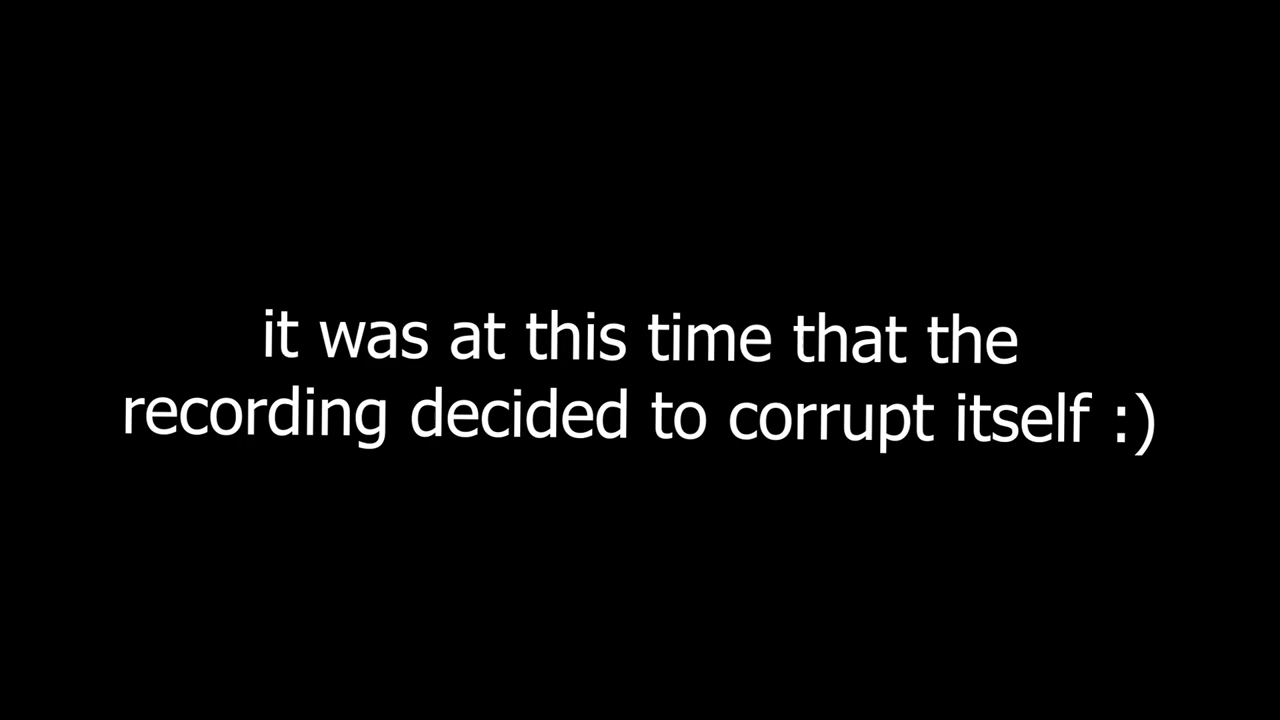 it was at this time that the
recording decided to corrupt itself :)